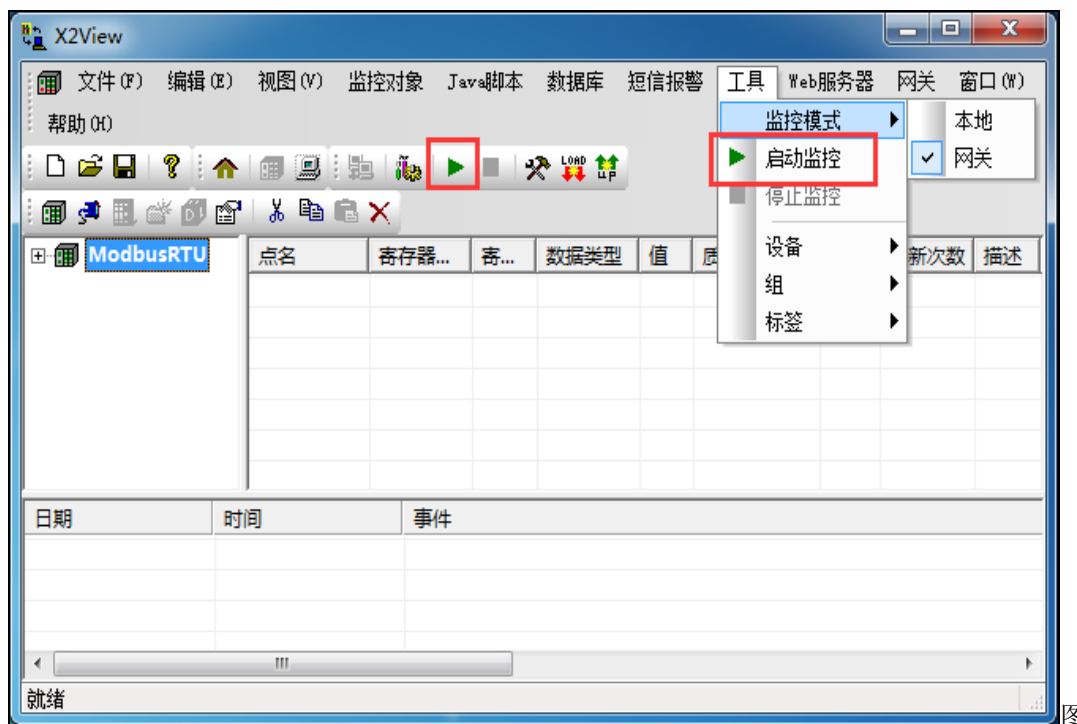 X2View
文件(F) 编辑(E) 视图(V) 监控对象 Java脚本 数据库 短信报警 工具 Web服务器 网关 窗口(W)
帮助(H)
监控模式 本地
启动监控 网关
停止监控
设备
组
标签
LOAD
UP
ModbusRTU
点名 寄存器... 寄... 数据类型 值 质 新次数 描述
日期 时间 事件
就绪
图